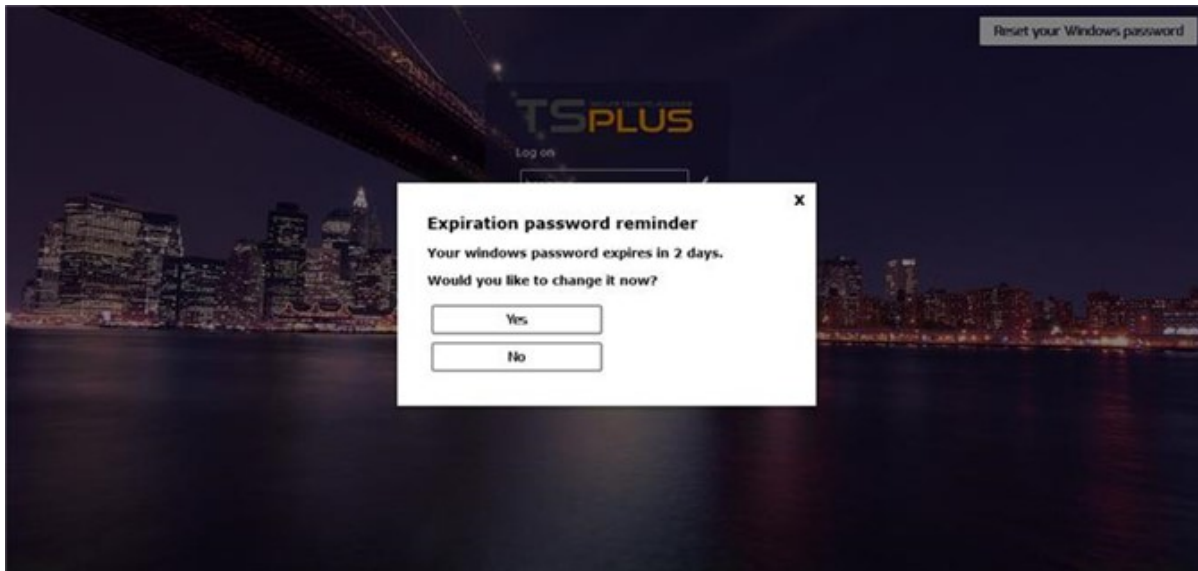 Reset your Windows password
TSPLUS
Log on
Expiration password reminder
x
Your windows password expires in 2 days.
Would you like to change it now?
Yes
No